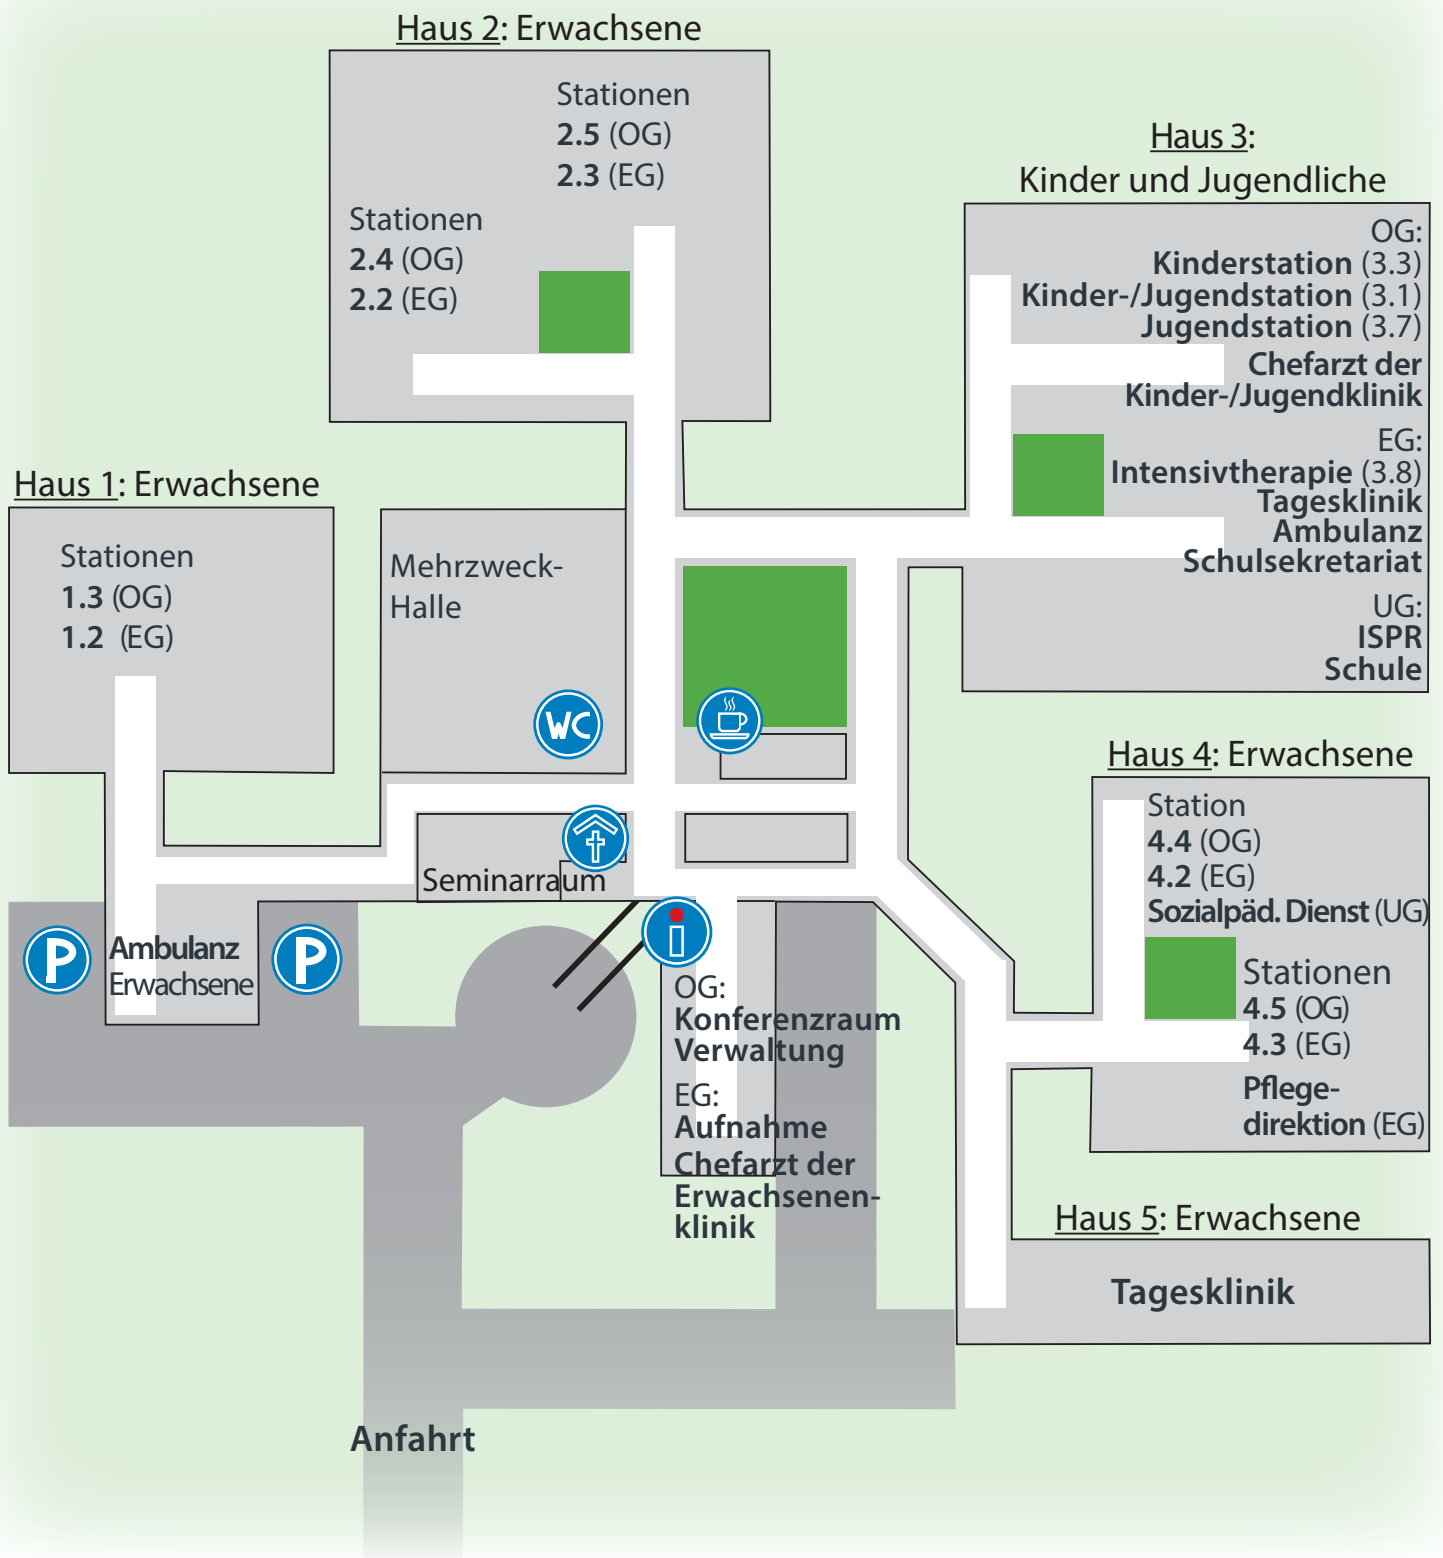 Haus 2: Erwachsene
Stationen
2.5 (OG)
2.3 (EG)
Stationen
2.4 (OG)
2.2 (EG)
Haus 3:
Kinder und Jugendliche
OG:
Kinderstation (3.3)
Kinder-/Jugendstation (3.1)
Jugendstation (3.7)
Chefarzt der
Kinder-/Jugendklinik
EG:
Intensivtherapie (3.8)
Tagesklinik
Ambulanz
Schulsekretariat
UG:
ISPR
Schule
Haus 1: Erwachsene
Stationen
1.3 (OG)
1.2 (EG)
Mehrzweck-
Halle
WC
Haus 4: Erwachsene
Station
4.4 (OG)
4.2 (EG)
Sozialpäd. Dienst (UG)
Stationen
4.5 (OG)
4.3 (EG)
Pflege-
direktion (EG)
Seminarraum
P
Ambulanz
Erwachsene
P
i
OG:
Konferenzraum
Verwaltung
EG:
Aufnahme
Chefarzt der
Erwachsenen-
klinik
Haus 5: Erwachsene
Tagesklinik
Anfahrt